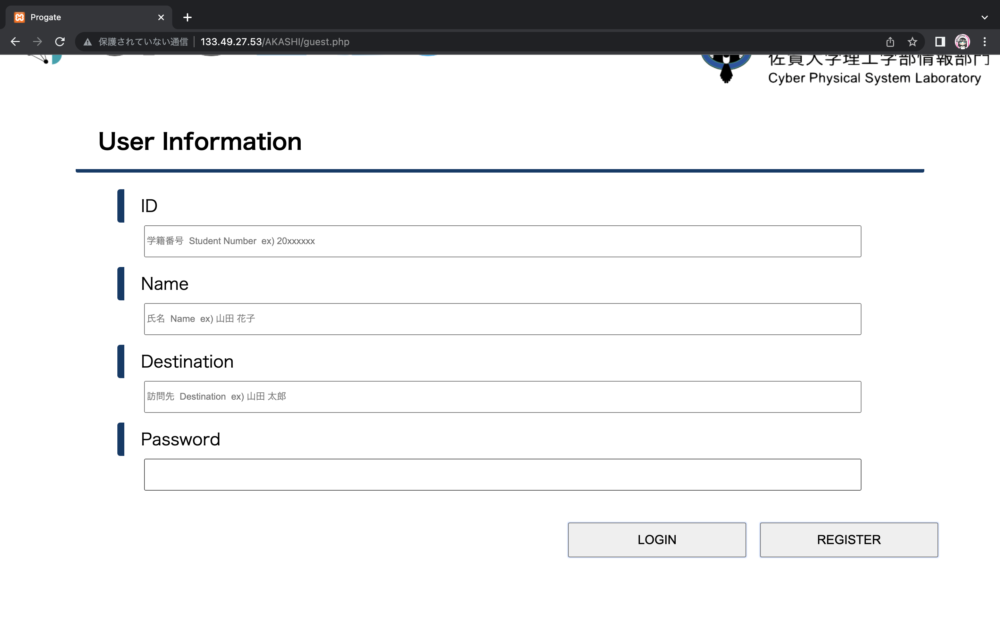 Progate
保護されていない通信 133.49.27.53/AKASHI/guest.php
佐賀大学理工学部情報部門
Cyber Physical System Laboratory
User Information
ID
学籍番号 Student Number ex) 20xxxxxx
Name
氏名 Name ex) 山田 花子
Destination
訪問先 Destination ex) 山田 太郎
Password
LOGIN
REGISTER